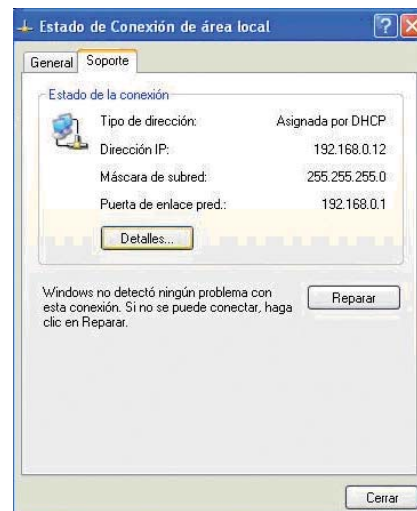 Estado de Conexión de área local
General Soporte
Estado de la conexión
Tipo de dirección: Asignada por DHCP
Dirección IP: 192.168.0.12
Máscara de subred: 255.255.255.0
Puerta de enlace pred.: 192.168.0.1
Detalles...
Windows no detectó ningún problema con
esta conexión. Si no se puede conectar, haga
clic en Reparar.
Reparar
Cerrar